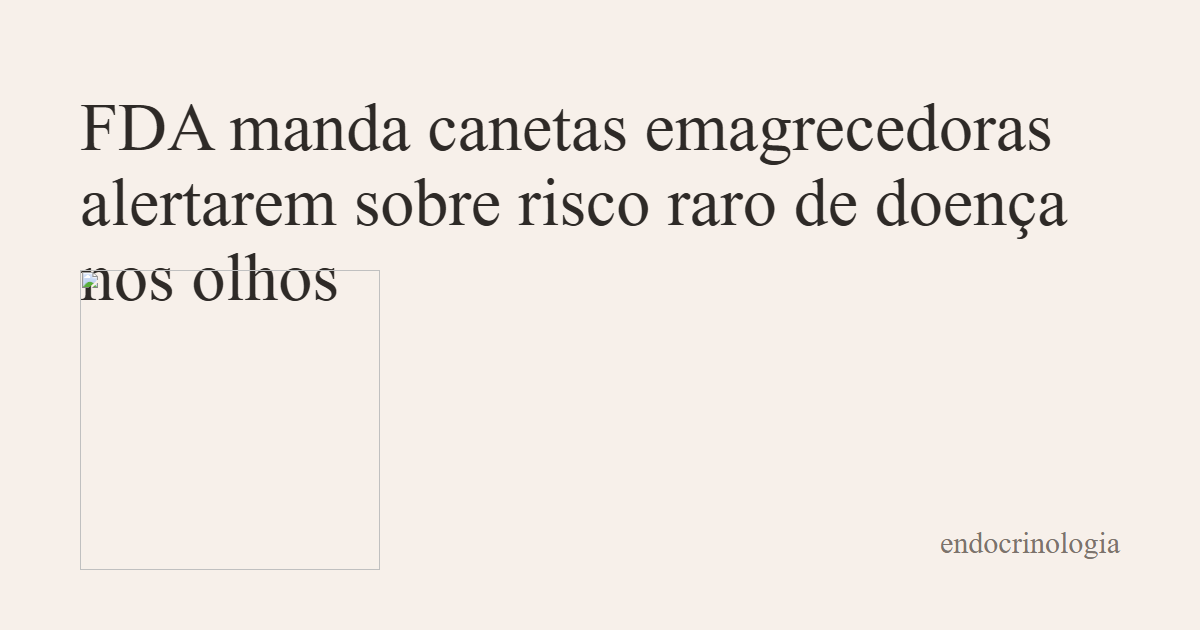 FDA manda canetas emagrecedoras
alertarem sobre risco raro de doença
nos olhos
endocrinologia